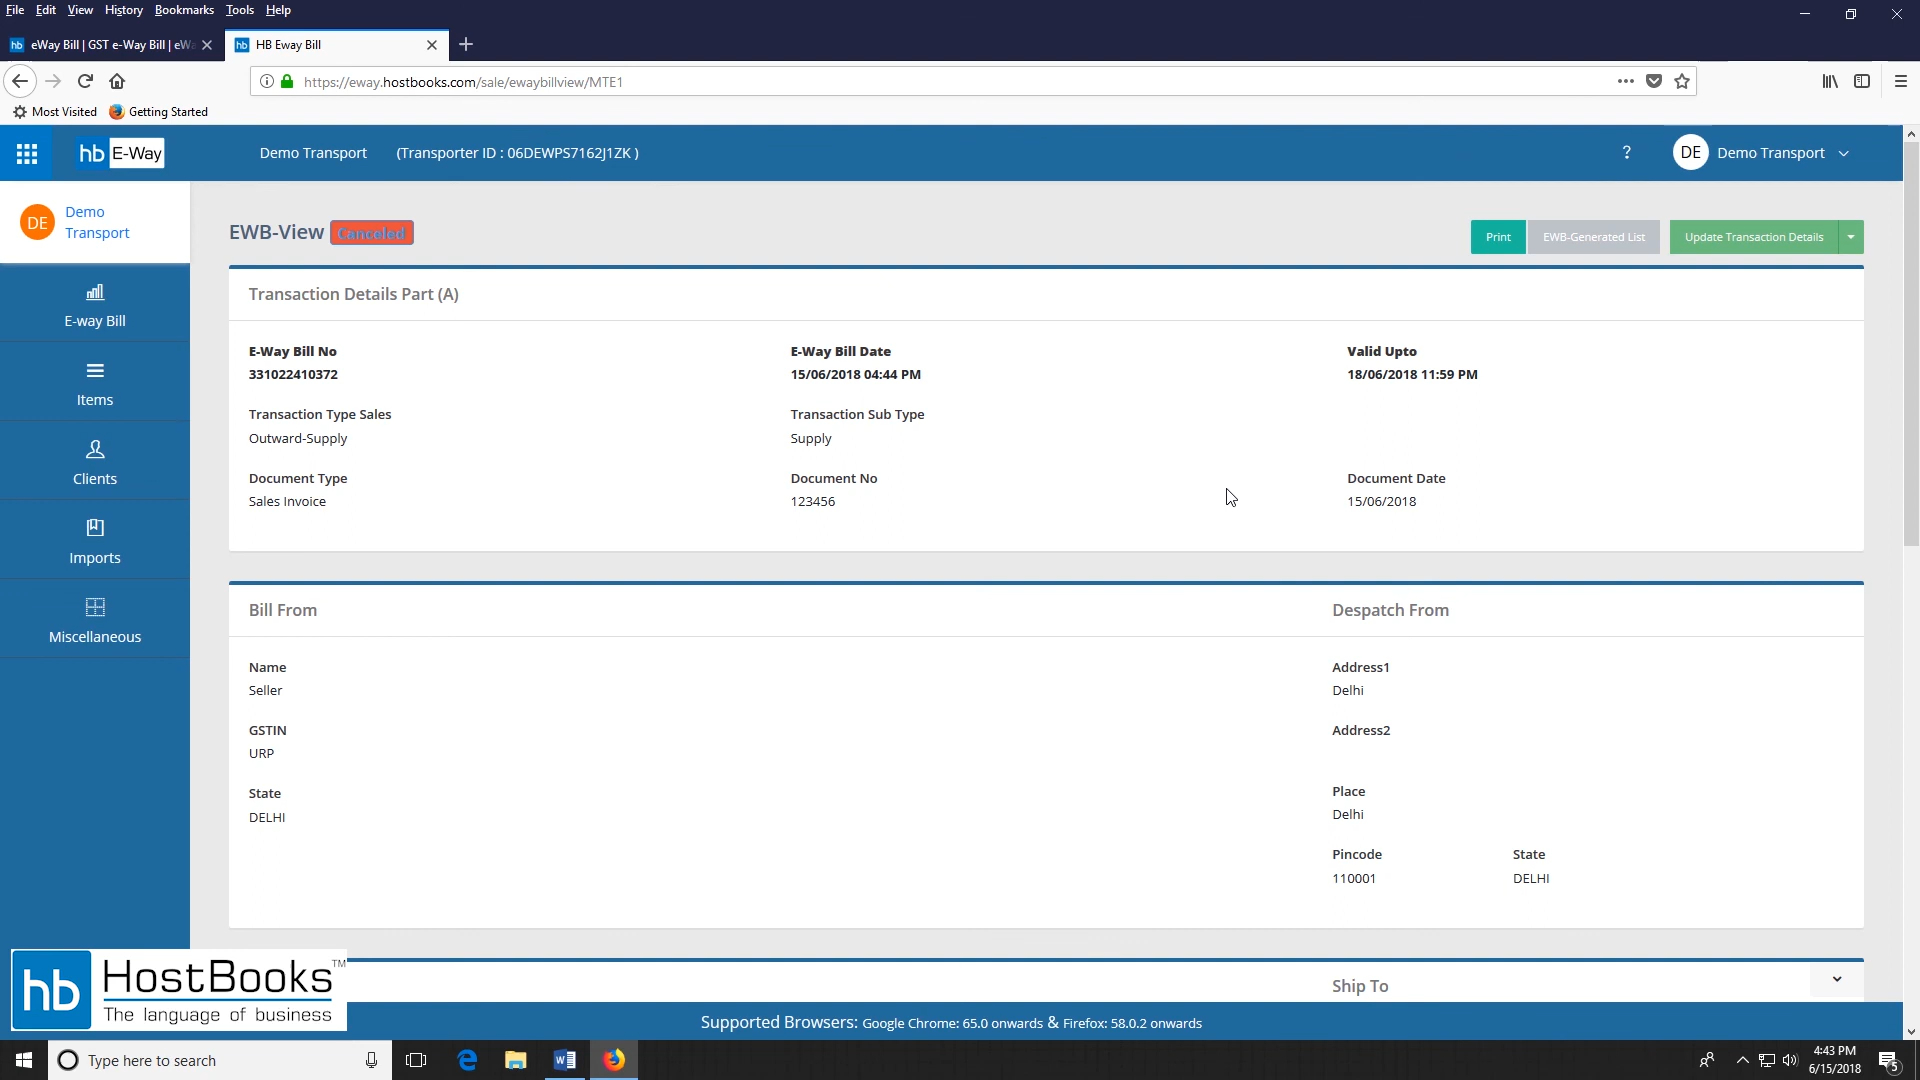 File Edit View History Bookmarks Tools Help
hb eWay Bill | GST e-Way Bill | eWa
hb HB Eway Bill
https://eway.hostbooks.com/sale/ewaybillview/MTE1
Most Visited Getting Started
hb E-Way Demo Transport (Transporter ID : 06DEWPS7162J1ZK ) ? DE Demo Transport
DE Demo
Transport
E-way Bill
Items
Clients
Imports
Miscellaneous
EWB-View Canceled Print EWB-Generated List Update Transaction Details
Transaction Details Part (A)
E-Way Bill No E-Way Bill Date Valid Upto
331022410372 15/06/2018 04:44 PM 18/06/2018 11:59 PM
Transaction Type Sales Transaction Sub Type
Outward-Supply Supply
Document Type Document No Document Date
Sales Invoice 123456 15/06/2018
Bill From Despatch From
Name Address1
Seller Delhi
GSTIN Address2
URP
State Place
DELHI Delhi
Pincode State
110001 DELHI
Ship To
hb HostBooks™
The language of business
Supported Browsers: Google Chrome: 65.0 onwards & Firefox: 58.0.2 onwards
Type here to search
4:43 PM
6/15/2018
5